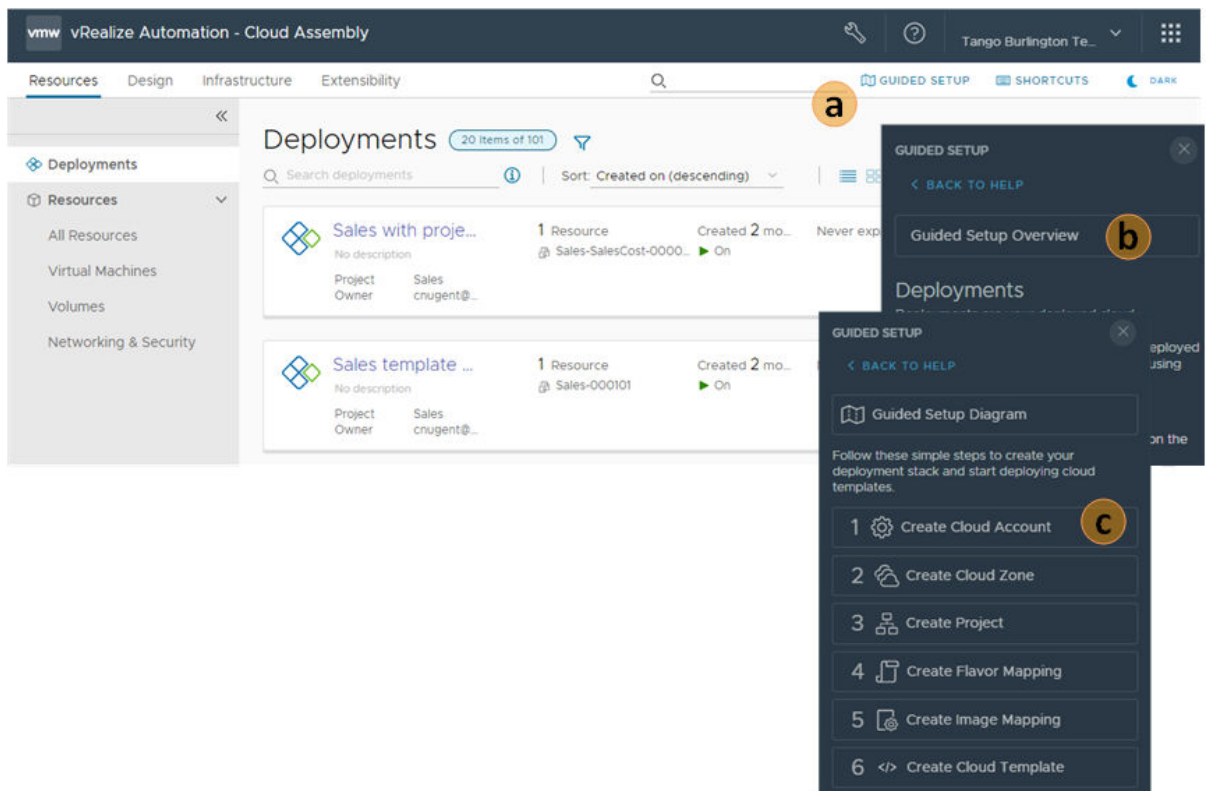 vmw vRealize Automation - Cloud Assembly
Tango Burlington Te...
Resources Design Infrastructure Extensibility
GUIDED SETUP SHORTCUTS DARK
a
Deployments 20 items of 101
Search deployments Sort: Created on (descending)
Deployments
Resources
All Resources
Virtual Machines
Volumes
Networking & Security
Sales with proje... 1 Resource Created 2 mo... Never exp
No description Sales-SalesCost-0000... On
Project Sales
Owner cnugent@...
Sales template ... 1 Resource Created 2 mo...
No description Sales-000101 On
Project Sales
Owner cnugent@...
GUIDED SETUP
< BACK TO HELP
Guided Setup Overview b
Deployments
eployed
using
on the
GUIDED SETUP
< BACK TO HELP
Guided Setup Diagram
Follow these simple steps to create your
deployment stack and start deploying cloud
templates.
1 Create Cloud Account c
2 Create Cloud Zone
3 Create Project
4 Create Flavor Mapping
5 Create Image Mapping
6 </> Create Cloud Template